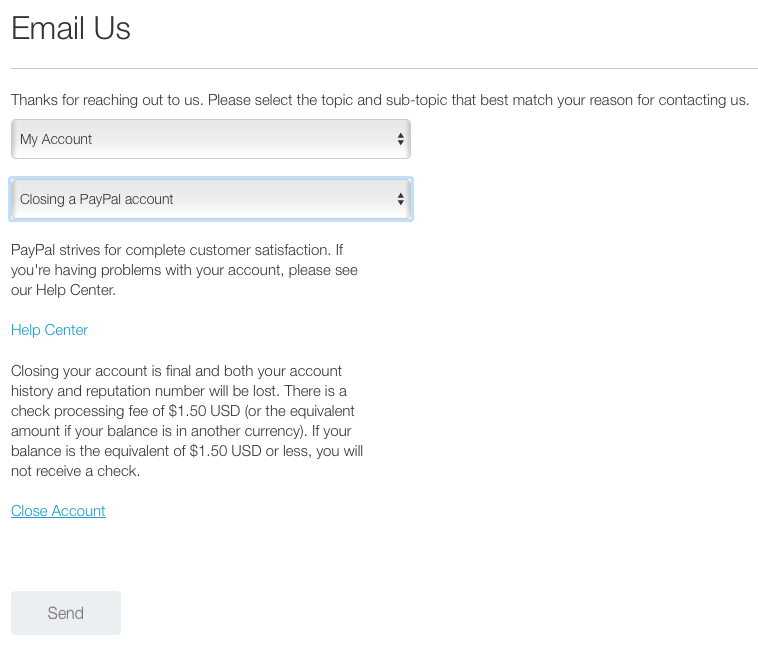 Email Us
Thanks for reaching out to us. Please select the topic and sub-topic that best match your reason for contacting us.
My Account
Closing a PayPal account
PayPal strives for complete customer satisfaction. If
you're having problems with your account, please see
our Help Center.
Help Center
Closing your account is final and both your account
history and reputation number will be lost. There is a
check processing fee of $1.50 USD (or the equivalent
amount if your balance is in another currency). If your
balance is the equivalent of $1.50 USD or less, you will
not receive a check.
Close Account
Send